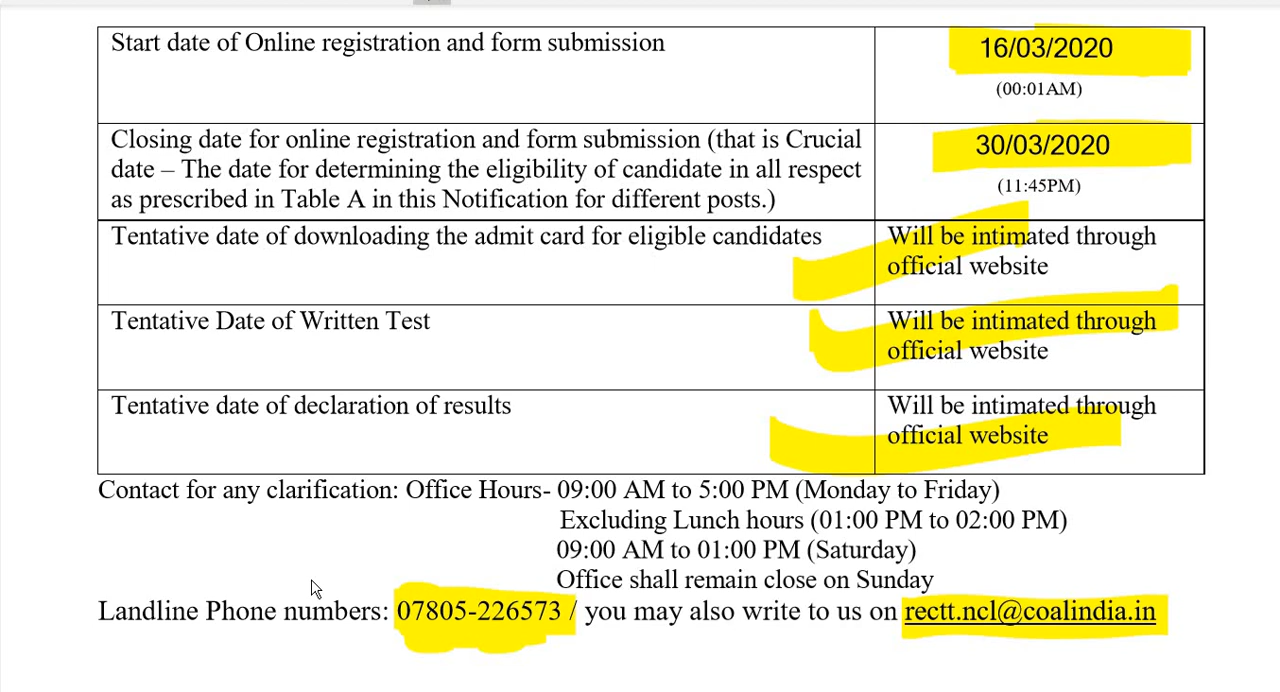 Start date of Online registration and form submission
16/03/2020
(00:01AM)
Closing date for online registration and form submission (that is Crucial
date – The date for determining the eligibility of candidate in all respect
as prescribed in Table A in this Notification for different posts.)
30/03/2020
(11:45PM)
Tentative date of downloading the admit card for eligible candidates
Will be intimated through
official website
Tentative Date of Written Test
Will be intimated through
official website
Tentative date of declaration of results
Will be intimated through
official website
Contact for any clarification: Office Hours- 09:00 AM to 5:00 PM (Monday to Friday)
Excluding Lunch hours (01:00 PM to 02:00 PM)
09:00 AM to 01:00 PM (Saturday)
Office shall remain close on Sunday
Landline Phone numbers: 07805-226573 / you may also write to us on rectt.ncl@coalindia.in